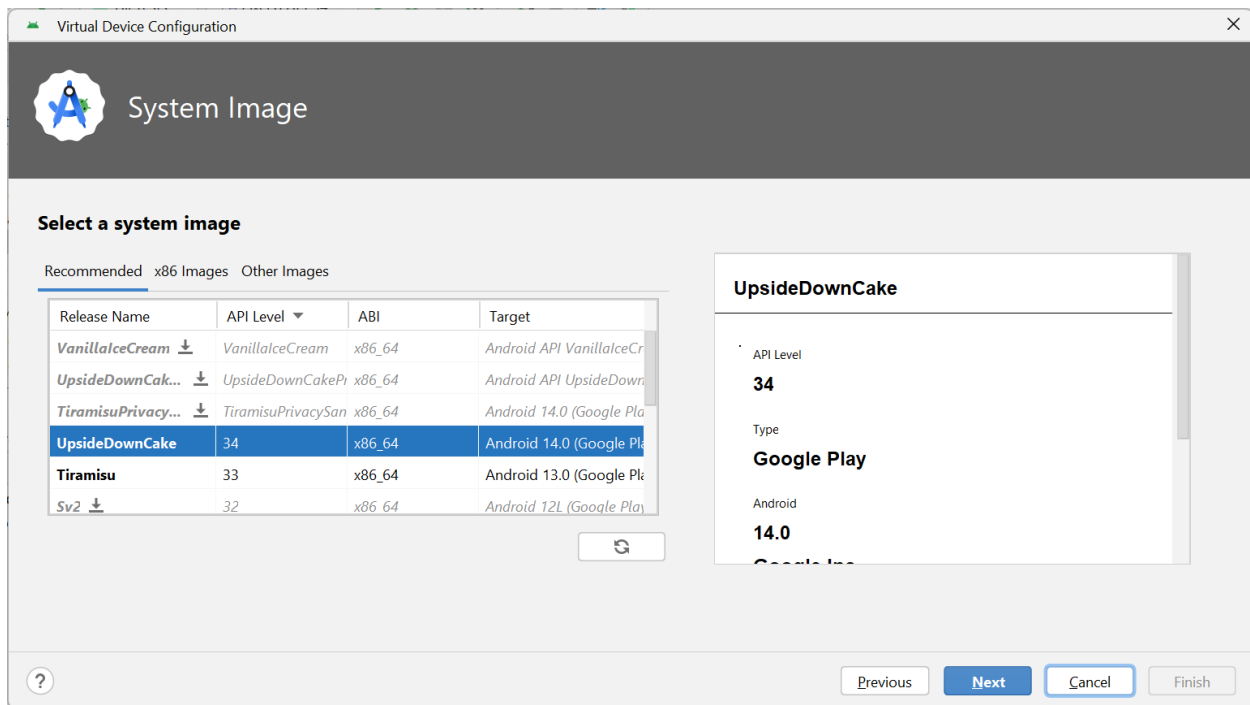 Virtual Device Configuration
System Image
Select a system image
Recommended x86 Images Other Images
Release Name API Level ABI Target
VanillaIceCream VanillaIceCream x86_64 Android API VanillaIceCr
UpsideDownCak... UpsideDownCakePr x86_64 Android API UpsideDown
TiramisuPrivacy... TiramisuPrivacySan x86_64 Android 14.0 (Google Pla
UpsideDownCake 34 x86_64 Android 14.0 (Google Pla
Tiramisu 33 x86_64 Android 13.0 (Google Pla
Sv2 32 x86_64 Android 12L (Google Play
UpsideDownCake
API Level
34
Type
Google Play
Android
14.0
Google Inc
? Previous Next Cancel Finish